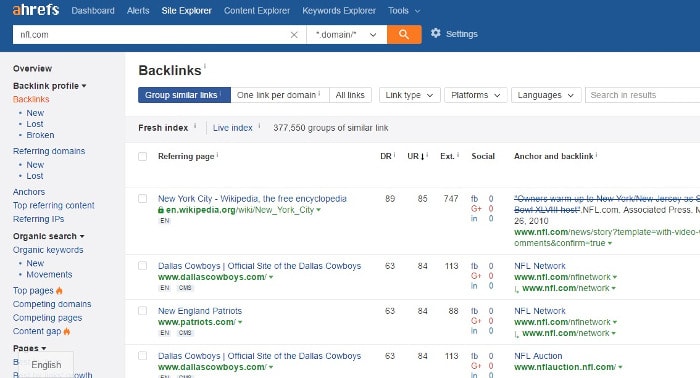 ahrefs Dashboard Alerts Site Explorer Content Explorer Keywords Explorer Tools
nfl.com × *.domain/* Settings
Overview
Backlink profile
Backlinks
New
Lost
Broken
Referring domains
New
Lost
Anchors
Top referring content
Referring IPs
Organic search
Organic keywords
New
Movements
Top pages
Competing domains
Competing pages
Content gap
Pages
English
Backlinks i
Group similar links i One link per domain i All links Link type Platforms Languages Search in results
Fresh index i Live index i 377,550 groups of similar link
Referring page i DR i UR ↓ i Ext. i Social Anchor and backlink i
New York City - Wikipedia, the free encyclopedia 89 85 747 fb 0 "Owners warm up to New York/New Jersey as S
en.wikipedia.org/wiki/New_York_City G+ 0 Bowl XLVIII host",NFL.com, Associated Press, N
EN in 0 26, 2010
www.nfl.com/news/story?template=with-video-
omments&confirm=true
Dallas Cowboys | Official Site of the Dallas Cowboys 63 84 113 fb 0 NFL Network
www.dallascowboys.com/ G+ 0 www.nfl.com/nflnetwork
EN CMS in 0 www.nfl.com/nflnetwork/
New England Patriots 63 84 88 fb 0 NFL Network
www.patriots.com/ G+ 0 www.nfl.com/nflnetwork
EN CMS in 0 www.nfl.com/nflnetwork/
Dallas Cowboys | Official Site of the Dallas Cowboys 63 84 113 fb 0 NFL Auction
www.dallascowboys.com/ G+ 0 www.nflauction.nfl.com/
EN CMS in 0